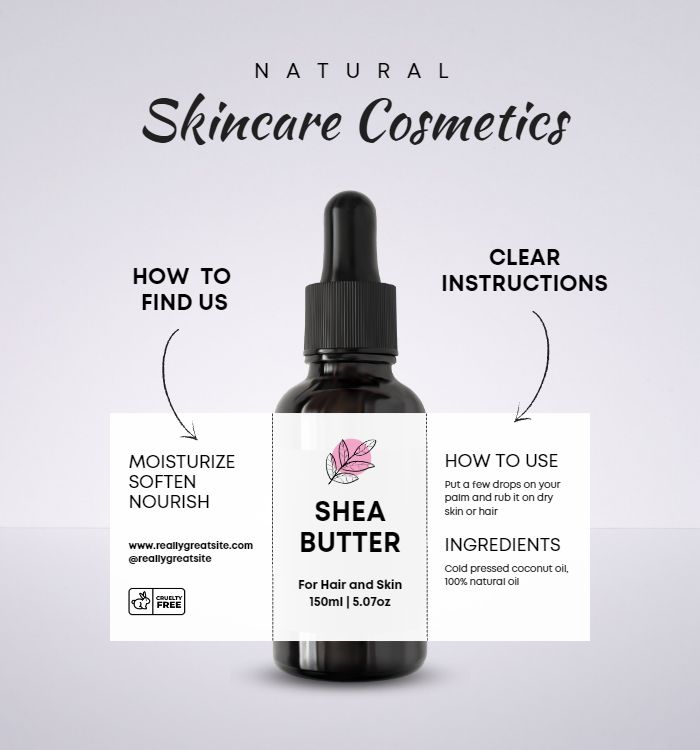 NATURAL
Skincare Cosmetics
HOW TO
FIND US
CLEAR
INSTRUCTIONS
MOISTURIZE
SOFTEN
NOURISH
www.reallygreatsite.com
@reallygreatsite
CRUELTY
FREE
SHEA
BUTTER
For Hair and Skin
150ml | 5.07oz
HOW TO USE
Put a few drops on your
palm and rub it on dry
skin or hair
INGREDIENTS
Cold pressed coconut oil,
100% natural oil